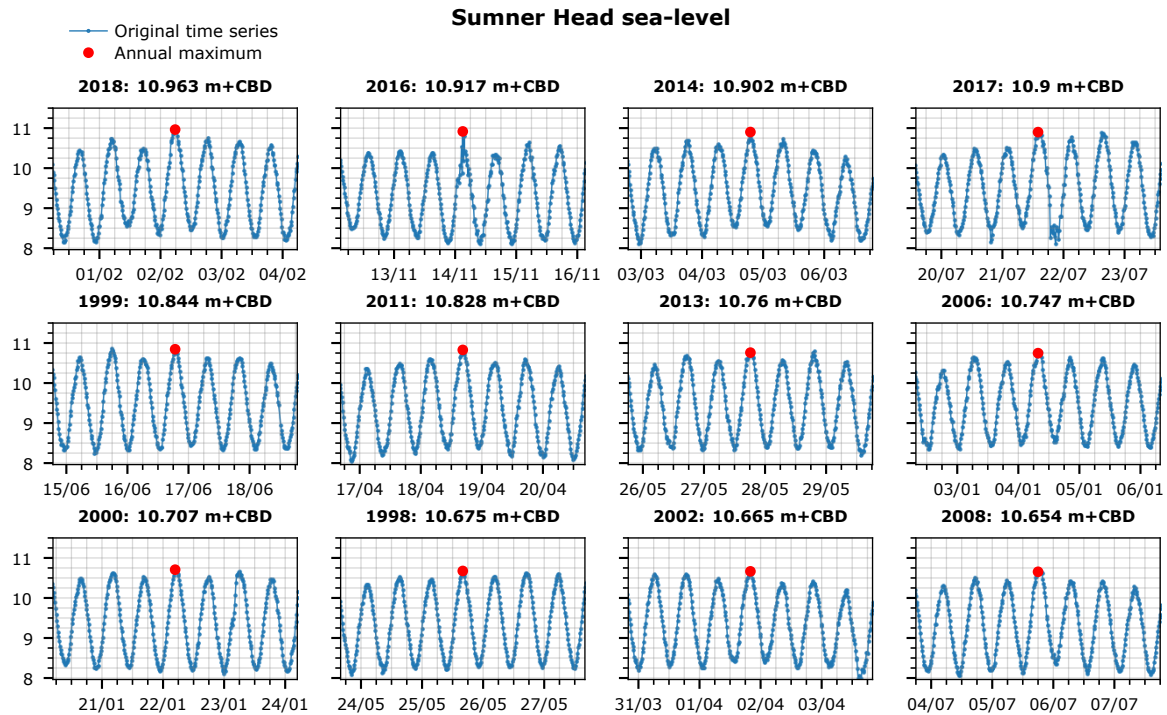 Sumner Head sea-level
Original time series
Annual maximum
2018: 10.963 m+CBD
2016: 10.917 m+CBD
2014: 10.902 m+CBD
2017: 10.9 m+CBD
11
10
9
8
01/02 02/02 03/02 04/02
13/11 14/11 15/11 16/11
03/03 04/03 05/03 06/03
20/07 21/07 22/07 23/07
1999: 10.844 m+CBD
2011: 10.828 m+CBD
2013: 10.76 m+CBD
2006: 10.747 m+CBD
11
10
9
8
15/06 16/06 17/06 18/06
17/04 18/04 19/04 20/04
26/05 27/05 28/05 29/05
03/01 04/01 05/01 06/01
2000: 10.707 m+CBD
1998: 10.675 m+CBD
2002: 10.665 m+CBD
2008: 10.654 m+CBD
11
10
9
8
21/01 22/01 23/01 24/01
24/05 25/05 26/05 27/05
31/03 01/04 02/04 03/04
04/07 05/07 06/07 07/07